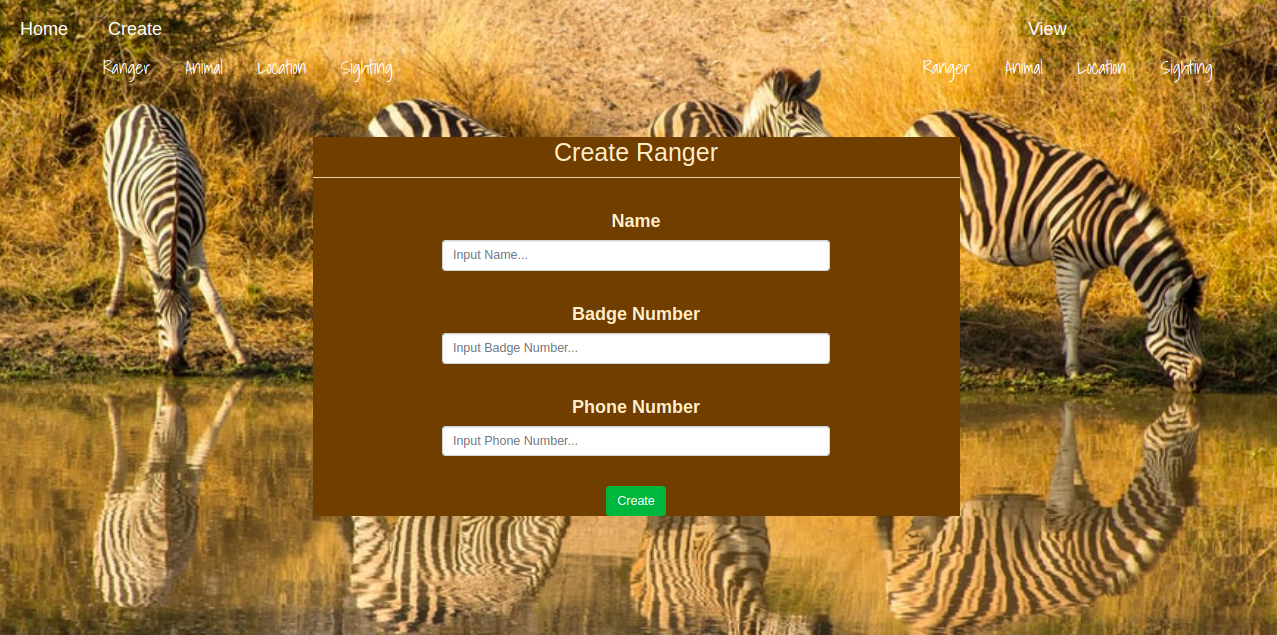 Home Create View
Ranger Animal Location Sighting Ranger Animal Location Sighting
Create Ranger
Name
Input Name...
Badge Number
Input Badge Number...
Phone Number
Input Phone Number...
Create